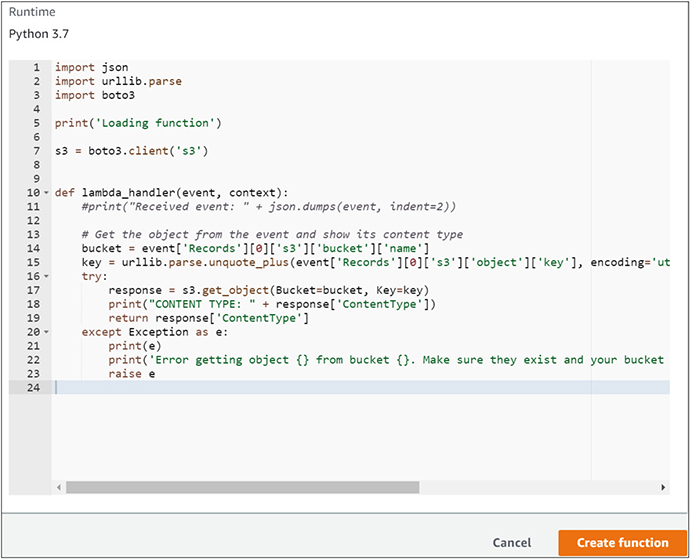 Runtime
Python 3.7
1 import json
2 import urllib.parse
3 import boto3
4
5 print('Loading function')
6
7 s3 = boto3.client('s3')
8
9
10 def lambda_handler(event, context):
11     #print("Received event: " + json.dumps(event, indent=2))
12
13     # Get the object from the event and show its content type
14     bucket = event['Records'][0]['s3']['bucket']['name']
15     key = urllib.parse.unquote_plus(event['Records'][0]['s3']['object']['key'], encoding='ut
16     try:
17         response = s3.get_object(Bucket=bucket, Key=key)
18         print("CONTENT TYPE: " + response['ContentType'])
19         return response['ContentType']
20     except Exception as e:
21         print(e)
22         print('Error getting object {} from bucket {}. Make sure they exist and your bucket
23         raise e
24
Cancel Create function